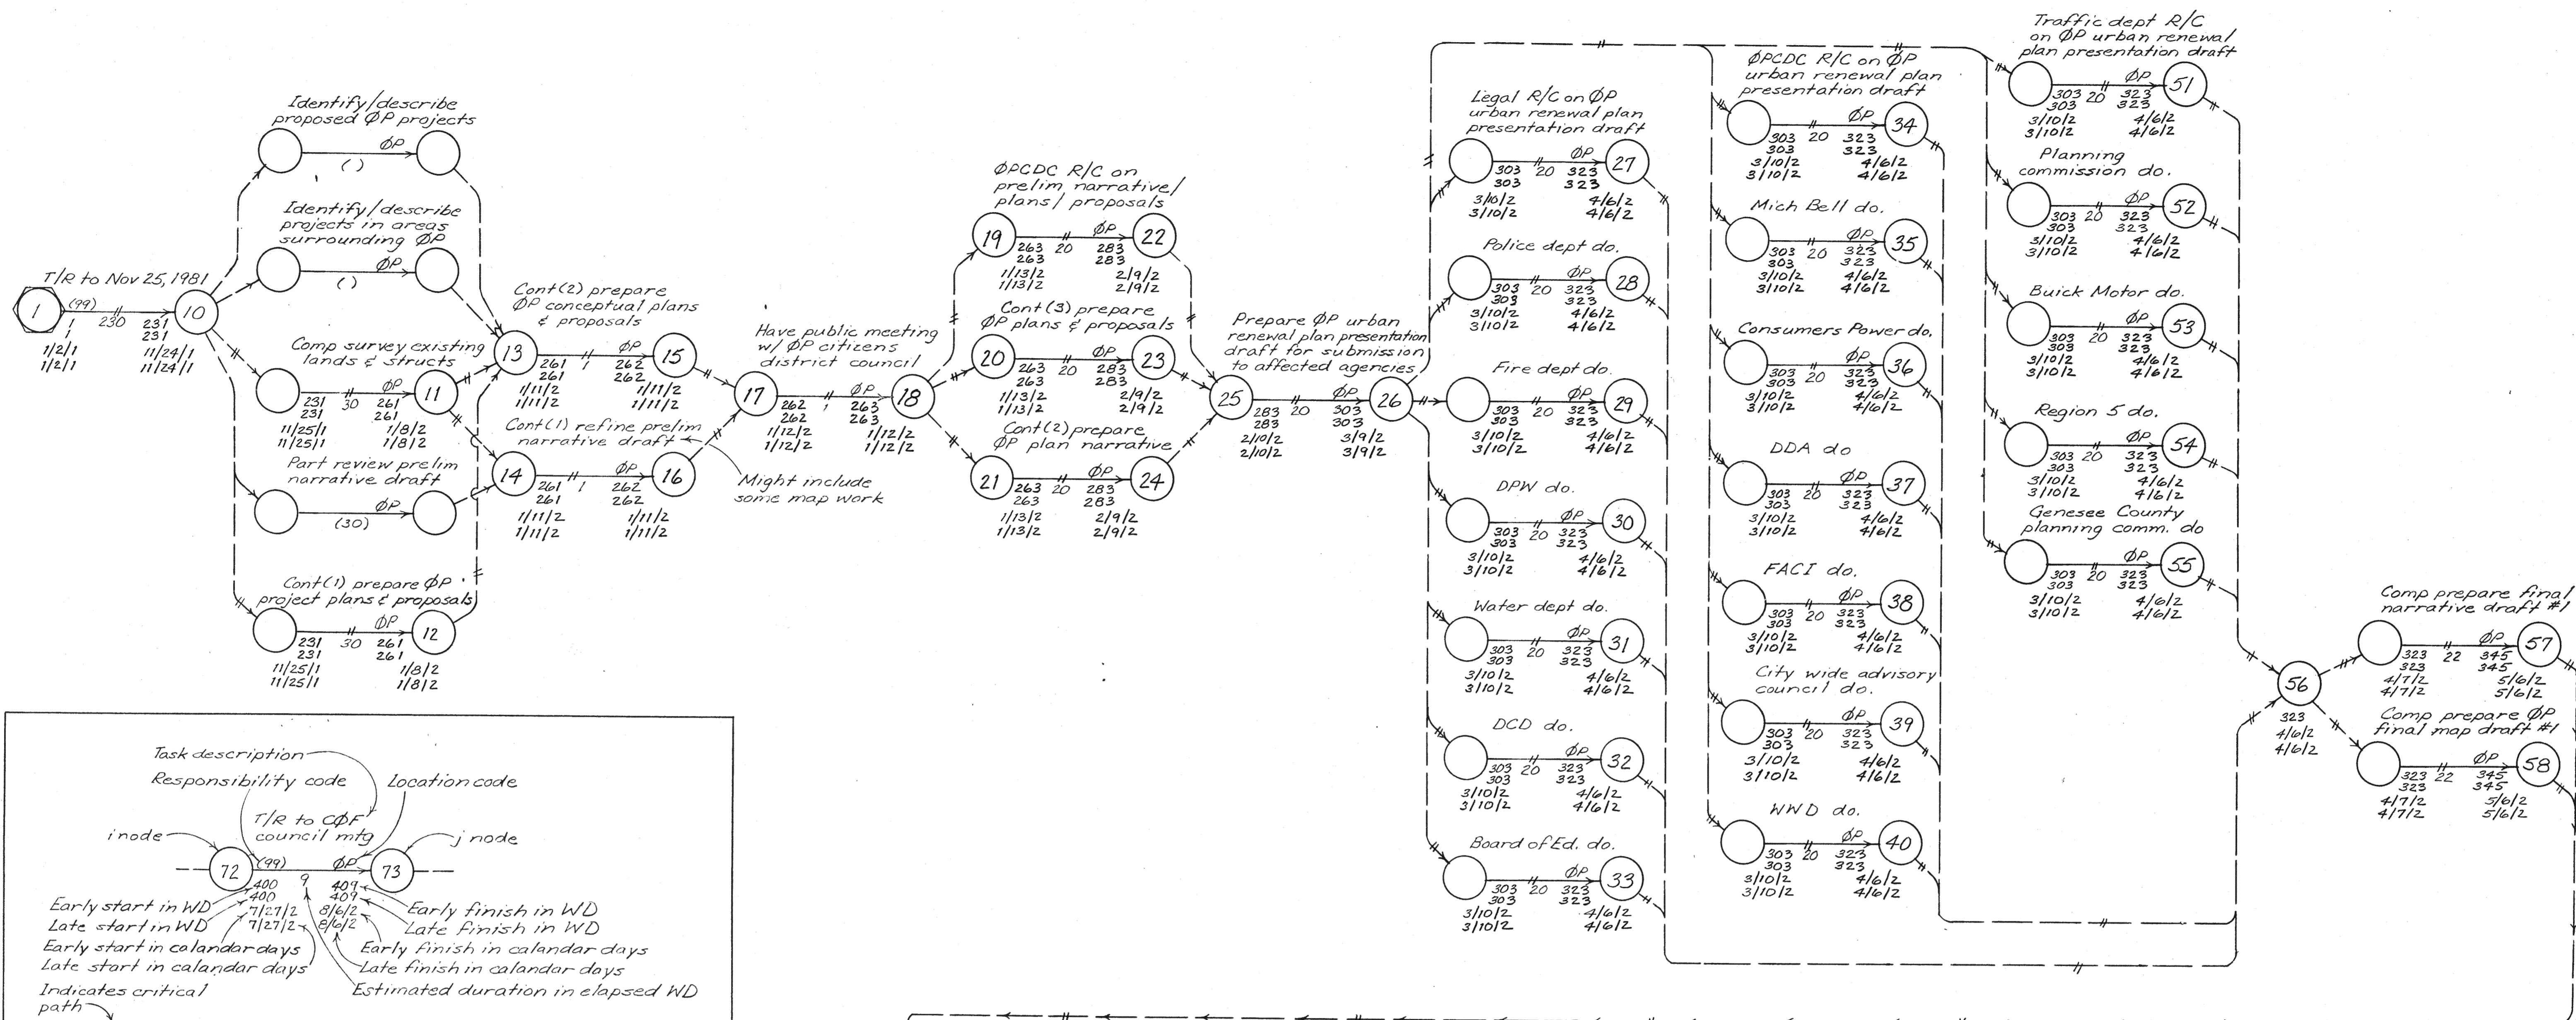 T/R to Nov 25, 1981
1
(99)
230
1
1
1/2/1
1/2/1
231
231
11/24/1
11/24/1
10
Identify/describe
proposed ØP projects
ØP
( )
Identify/describe
projects in areas
surrounding ØP
ØP
( )
Comp survey existing
lands & structs
ØP
231 30 261
231 261
11/25/1 1/8/2
11/25/1 1/8/2
11
Part review prelim
narrative draft
ØP
(30)
Cont(1) prepare ØP
project plans & proposals
ØP
231 30 261
231 261
11/25/1 1/8/2
11/25/1 1/8/2
12
Cont(2) prepare
ØP conceptual plans
& proposals
13
ØP
261 1 262
261 262
1/11/2 1/11/2
1/11/2 1/11/2
15
Cont(1) refine prelim
narrative draft
14
ØP
261 1 262
261 262
1/11/2 1/11/2
1/11/2 1/11/2
16
Might include
some map work
Have public meeting
w/ ØP citizens
district council
17
ØP
262 1 263
262 263
1/12/2 1/12/2
1/12/2 1/12/2
18
ØPCDC R/C on
prelim narrative/
plans/ proposals
19
ØP
263 20 283
263 283
1/13/2 2/9/2
1/13/2 2/9/2
22
Cont(3) prepare
ØP plans & proposals
20
ØP
263 20 283
263 283
1/13/2 2/9/2
1/13/2 2/9/2
23
Cont(2) prepare
ØP plan narrative
21
ØP
263 20 283
263 283
1/13/2 2/9/2
1/13/2 2/9/2
24
Prepare ØP urban
renewal plan presentation
draft for submission
to affected agencies
25
ØP
283 20 303
283 303
2/10/2 3/9/2
2/10/2 3/9/2
26
Legal R/C on ØP
urban renewal plan
presentation draft
ØP
303 20 323
303 323
3/10/2 4/6/2
3/10/2 4/6/2
27
Police dept do.
ØP
303 20 323
303 323
3/10/2 4/6/2
3/10/2 4/6/2
28
Fire dept do.
ØP
303 20 323
303 323
3/10/2 4/6/2
3/10/2 4/6/2
29
DPW do.
ØP
303 20 323
303 323
3/10/2 4/6/2
3/10/2 4/6/2
30
Water dept do.
ØP
303 20 323
303 323
3/10/2 4/6/2
3/10/2 4/6/2
31
DCD do.
ØP
303 20 323
303 323
3/10/2 4/6/2
3/10/2 4/6/2
32
Board of Ed. do.
ØP
303 20 323
303 323
3/10/2 4/6/2
3/10/2 4/6/2
33
ØPCDC R/C on ØP
urban renewal plan
presentation draft
ØP
303 20 323
303 323
3/10/2 4/6/2
3/10/2 4/6/2
34
Mich Bell do.
ØP
303 20 323
303 323
3/10/2 4/6/2
3/10/2 4/6/2
35
Consumers Power do.
ØP
303 20 323
303 323
3/10/2 4/6/2
3/10/2 4/6/2
36
DDA do
ØP
303 20 323
303 323
3/10/2 4/6/2
3/10/2 4/6/2
37
FACI do.
ØP
303 20 323
303 323
3/10/2 4/6/2
3/10/2 4/6/2
38
City wide advisory
council do.
ØP
303 20 323
303 323
3/10/2 4/6/2
3/10/2 4/6/2
39
WWD do.
ØP
303 20 323
303 323
3/10/2 4/6/2
3/10/2 4/6/2
40
Traffic dept R/C
on ØP urban renewal
plan presentation draft
ØP
303 20 323
303 323
3/10/2 4/6/2
3/10/2 4/6/2
51
Planning
commission do.
ØP
303 20 323
303 323
3/10/2 4/6/2
3/10/2 4/6/2
52
Buick Motor do.
ØP
303 20 323
303 323
3/10/2 4/6/2
3/10/2 4/6/2
53
Region 5 do.
ØP
303 20 323
303 323
3/10/2 4/6/2
3/10/2 4/6/2
54
Genesee County
planning comm. do
ØP
303 20 323
303 323
3/10/2 4/6/2
3/10/2 4/6/2
55
56
323
4/6/2
4/6/2
Comp prepare final
narrative draft #1
ØP
323 22 345
323 345
4/7/2 5/6/2
4/7/2 5/6/2
57
Comp prepare ØP
final map draft #1
ØP
323 22 345
323 345
4/7/2 5/6/2
4/7/2 5/6/2
58
Task description
Responsibility code
Location code
T/R to CØF
council mtg
i node
j node
72
(99) ØP
73
400 9 409
400 409
7/27/2 8/6/2
7/27/2 8/6/2
Early start in WD
Late start in WD
Early start in calandar days
Late start in calandar days
Early finish in WD
Late finish in WD
Early finish in calandar days
Late finish in calandar days
Estimated duration in elapsed WD
Indicates critical
path